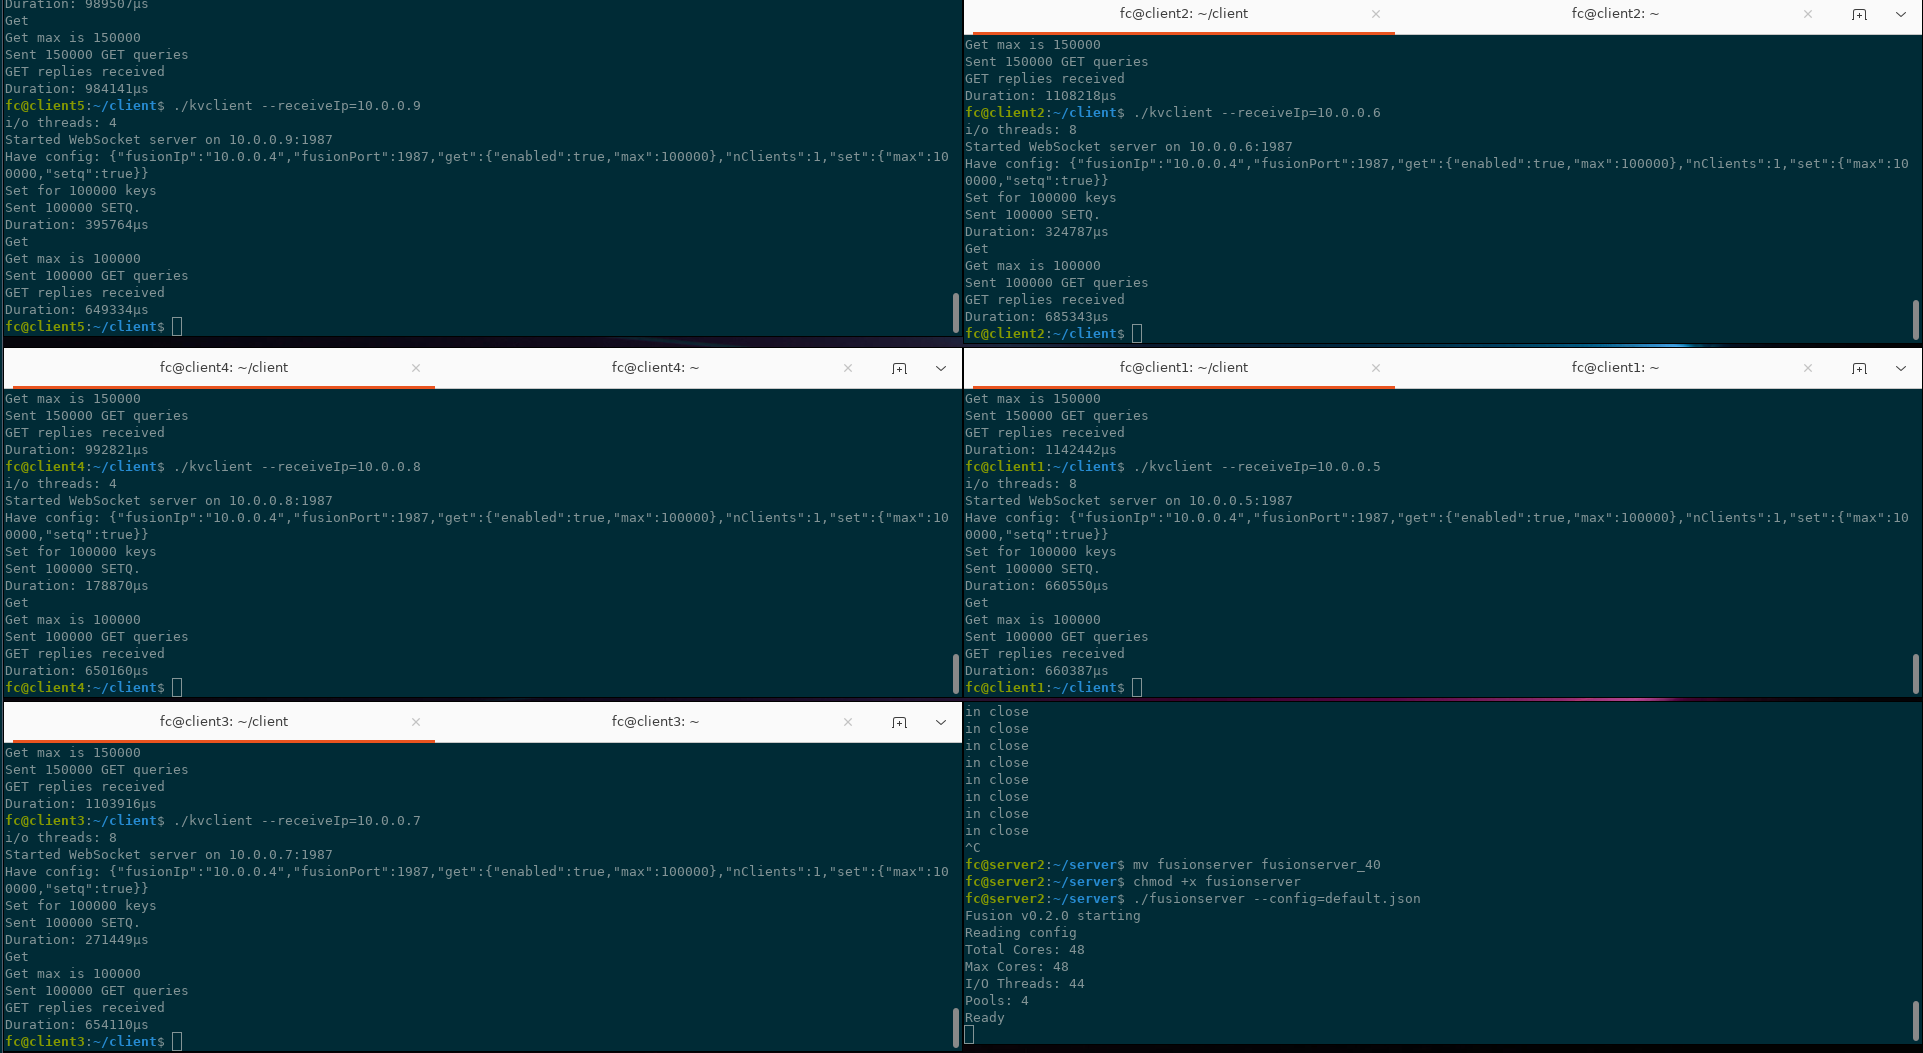 Duration: 989507µs
Get
Get max is 150000
Sent 150000 GET queries
GET replies received
Duration: 984141µs
fc@client5:~/client$ ./kvclient --receiveIp=10.0.0.9
i/o threads: 4
Started WebSocket server on 10.0.0.9:1987
Have config: {"fusionIp":"10.0.0.4","fusionPort":1987,"get":{"enabled":true,"max":100000},"nClients":1,"set":{"max":10
0000,"setq":true}}
Set for 100000 keys
Sent 100000 SETQ.
Duration: 395764µs
Get
Get max is 100000
Sent 100000 GET queries
GET replies received
Duration: 649334µs
fc@client5:~/client$
fc@client2: ~/client
fc@client2: ~
Get max is 150000
Sent 150000 GET queries
GET replies received
Duration: 1108218µs
fc@client2:~/client$ ./kvclient --receiveIp=10.0.0.6
i/o threads: 8
Started WebSocket server on 10.0.0.6:1987
Have config: {"fusionIp":"10.0.0.4","fusionPort":1987,"get":{"enabled":true,"max":100000},"nClients":1,"set":{"max":10
0000,"setq":true}}
Set for 100000 keys
Sent 100000 SETQ.
Duration: 324787µs
Get
Get max is 100000
Sent 100000 GET queries
GET replies received
Duration: 685343µs
fc@client2:~/client$
fc@client4: ~/client
fc@client4: ~
Get max is 150000
Sent 150000 GET queries
GET replies received
Duration: 992821µs
fc@client4:~/client$ ./kvclient --receiveIp=10.0.0.8
i/o threads: 4
Started WebSocket server on 10.0.0.8:1987
Have config: {"fusionIp":"10.0.0.4","fusionPort":1987,"get":{"enabled":true,"max":100000},"nClients":1,"set":{"max":10
0000,"setq":true}}
Set for 100000 keys
Sent 100000 SETQ.
Duration: 178870µs
Get
Get max is 100000
Sent 100000 GET queries
GET replies received
Duration: 650160µs
fc@client4:~/client$
fc@client1: ~/client
fc@client1: ~
Get max is 150000
Sent 150000 GET queries
GET replies received
Duration: 1142442µs
fc@client1:~/client$ ./kvclient --receiveIp=10.0.0.5
i/o threads: 8
Started WebSocket server on 10.0.0.5:1987
Have config: {"fusionIp":"10.0.0.4","fusionPort":1987,"get":{"enabled":true,"max":100000},"nClients":1,"set":{"max":10
0000,"setq":true}}
Set for 100000 keys
Sent 100000 SETQ.
Duration: 660550µs
Get
Get max is 100000
Sent 100000 GET queries
GET replies received
Duration: 660387µs
fc@client1:~/client$
fc@client3: ~/client
fc@client3: ~
Get max is 150000
Sent 150000 GET queries
GET replies received
Duration: 1103916µs
fc@client3:~/client$ ./kvclient --receiveIp=10.0.0.7
i/o threads: 8
Started WebSocket server on 10.0.0.7:1987
Have config: {"fusionIp":"10.0.0.4","fusionPort":1987,"get":{"enabled":true,"max":100000},"nClients":1,"set":{"max":10
0000,"setq":true}}
Set for 100000 keys
Sent 100000 SETQ.
Duration: 271449µs
Get
Get max is 100000
Sent 100000 GET queries
GET replies received
Duration: 654110µs
fc@client3:~/client$
in close
in close
in close
in close
in close
in close
in close
in close
^C
fc@server2:~/server$ mv fusionserver fusionserver_40
fc@server2:~/server$ chmod +x fusionserver
fc@server2:~/server$ ./fusionserver --config=default.json
Fusion v0.2.0 starting
Reading config
Total Cores: 48
Max Cores: 48
I/O Threads: 44
Pools: 4
Ready